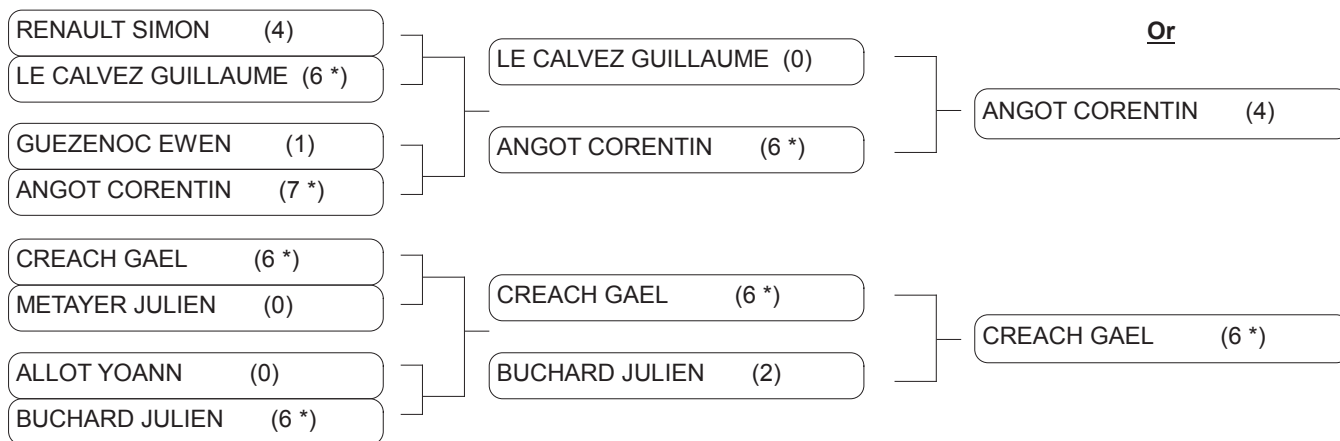 RENAULT SIMON (4)
LE CALVEZ GUILLAUME (6 *)
GUEZENOC EWEN (1)
ANGOT CORENTIN (7 *)
CREACH GAEL (6 *)
METAYER JULIEN (0)
ALLOT YOANN (0)
BUCHARD JULIEN (6 *)
LE CALVEZ GUILLAUME (0)
ANGOT CORENTIN (6 *)
CREACH GAEL (6 *)
BUCHARD JULIEN (2)
Or
ANGOT CORENTIN (4)
CREACH GAEL (6 *)